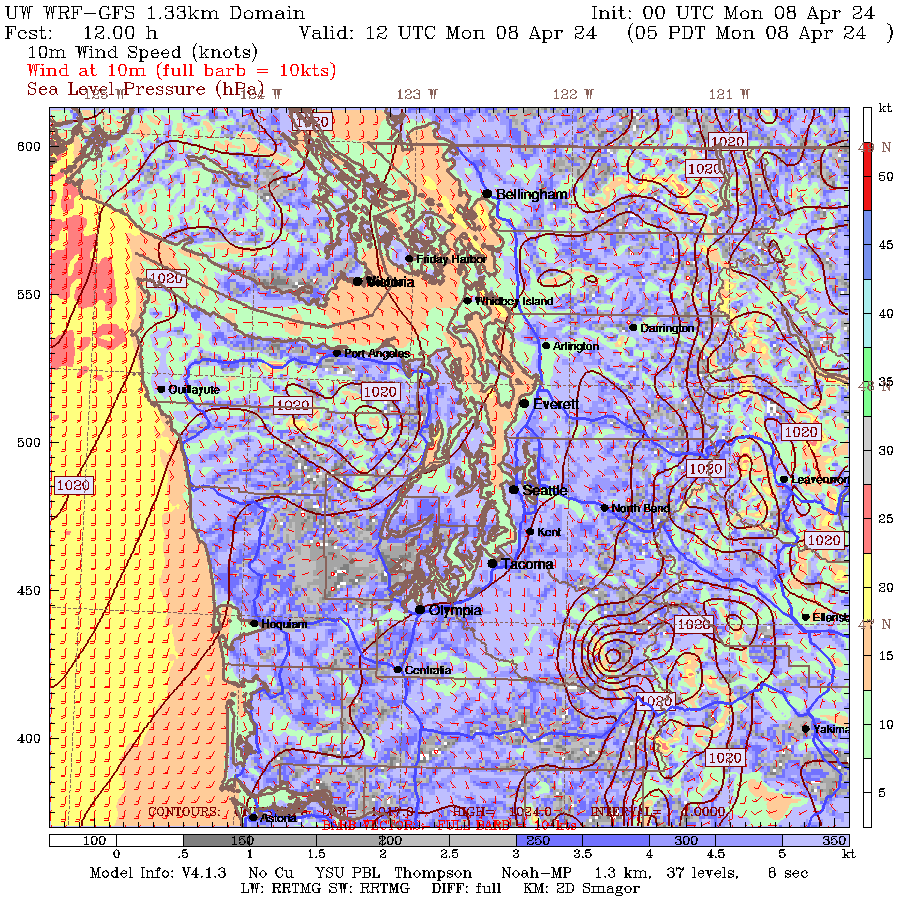 UW WRF-GFS 1.33km Domain Init: 00 UTC Mon 08 Apr 24
Fcst: 12.00 h Valid: 12 UTC Mon 08 Apr 24 (05 PDT Mon 08 Apr 24 )
10m Wind Speed (knots)
Wind at 10m (full barb = 10kts)
Sea Level Pressure (hPa)
125 W 124 W 123 W 122 W 121 W
kt
1020
600
1020
49 N
1020
50
Bellingham
45
Friday Harbor
1020
Victoria
550
Whidbey Island
40
Darrington
Arlington
Port Angeles
35
48 N
Quillayute
1020
1020
Everett
1020
500
30
1020
Leavenwor
1020
Seattle
North Bend
25
Kent
1020
Tacoma
450
20
Olympia
Hoquiam
1020
Ellensb
47 N
15
Centralia
1020
400
10
Yakima
1020
5
CONTOURS: LOW= HIGH= 1024.0 INTERVAL= 1.0000
Astoria
BARB VECTORS: FULL BARB = 10 kts
100 150 200 250 300 350
0 .5 1 1.5 2 2.5 3 3.5 4 4.5 5 kt
Model Info: V4.1.3 No Cu YSU PBL Thompson Noah-MP 1.3 km, 37 levels, 8 sec
LW: RRTMG SW: RRTMG DIFF: full KM: 2D Smagor